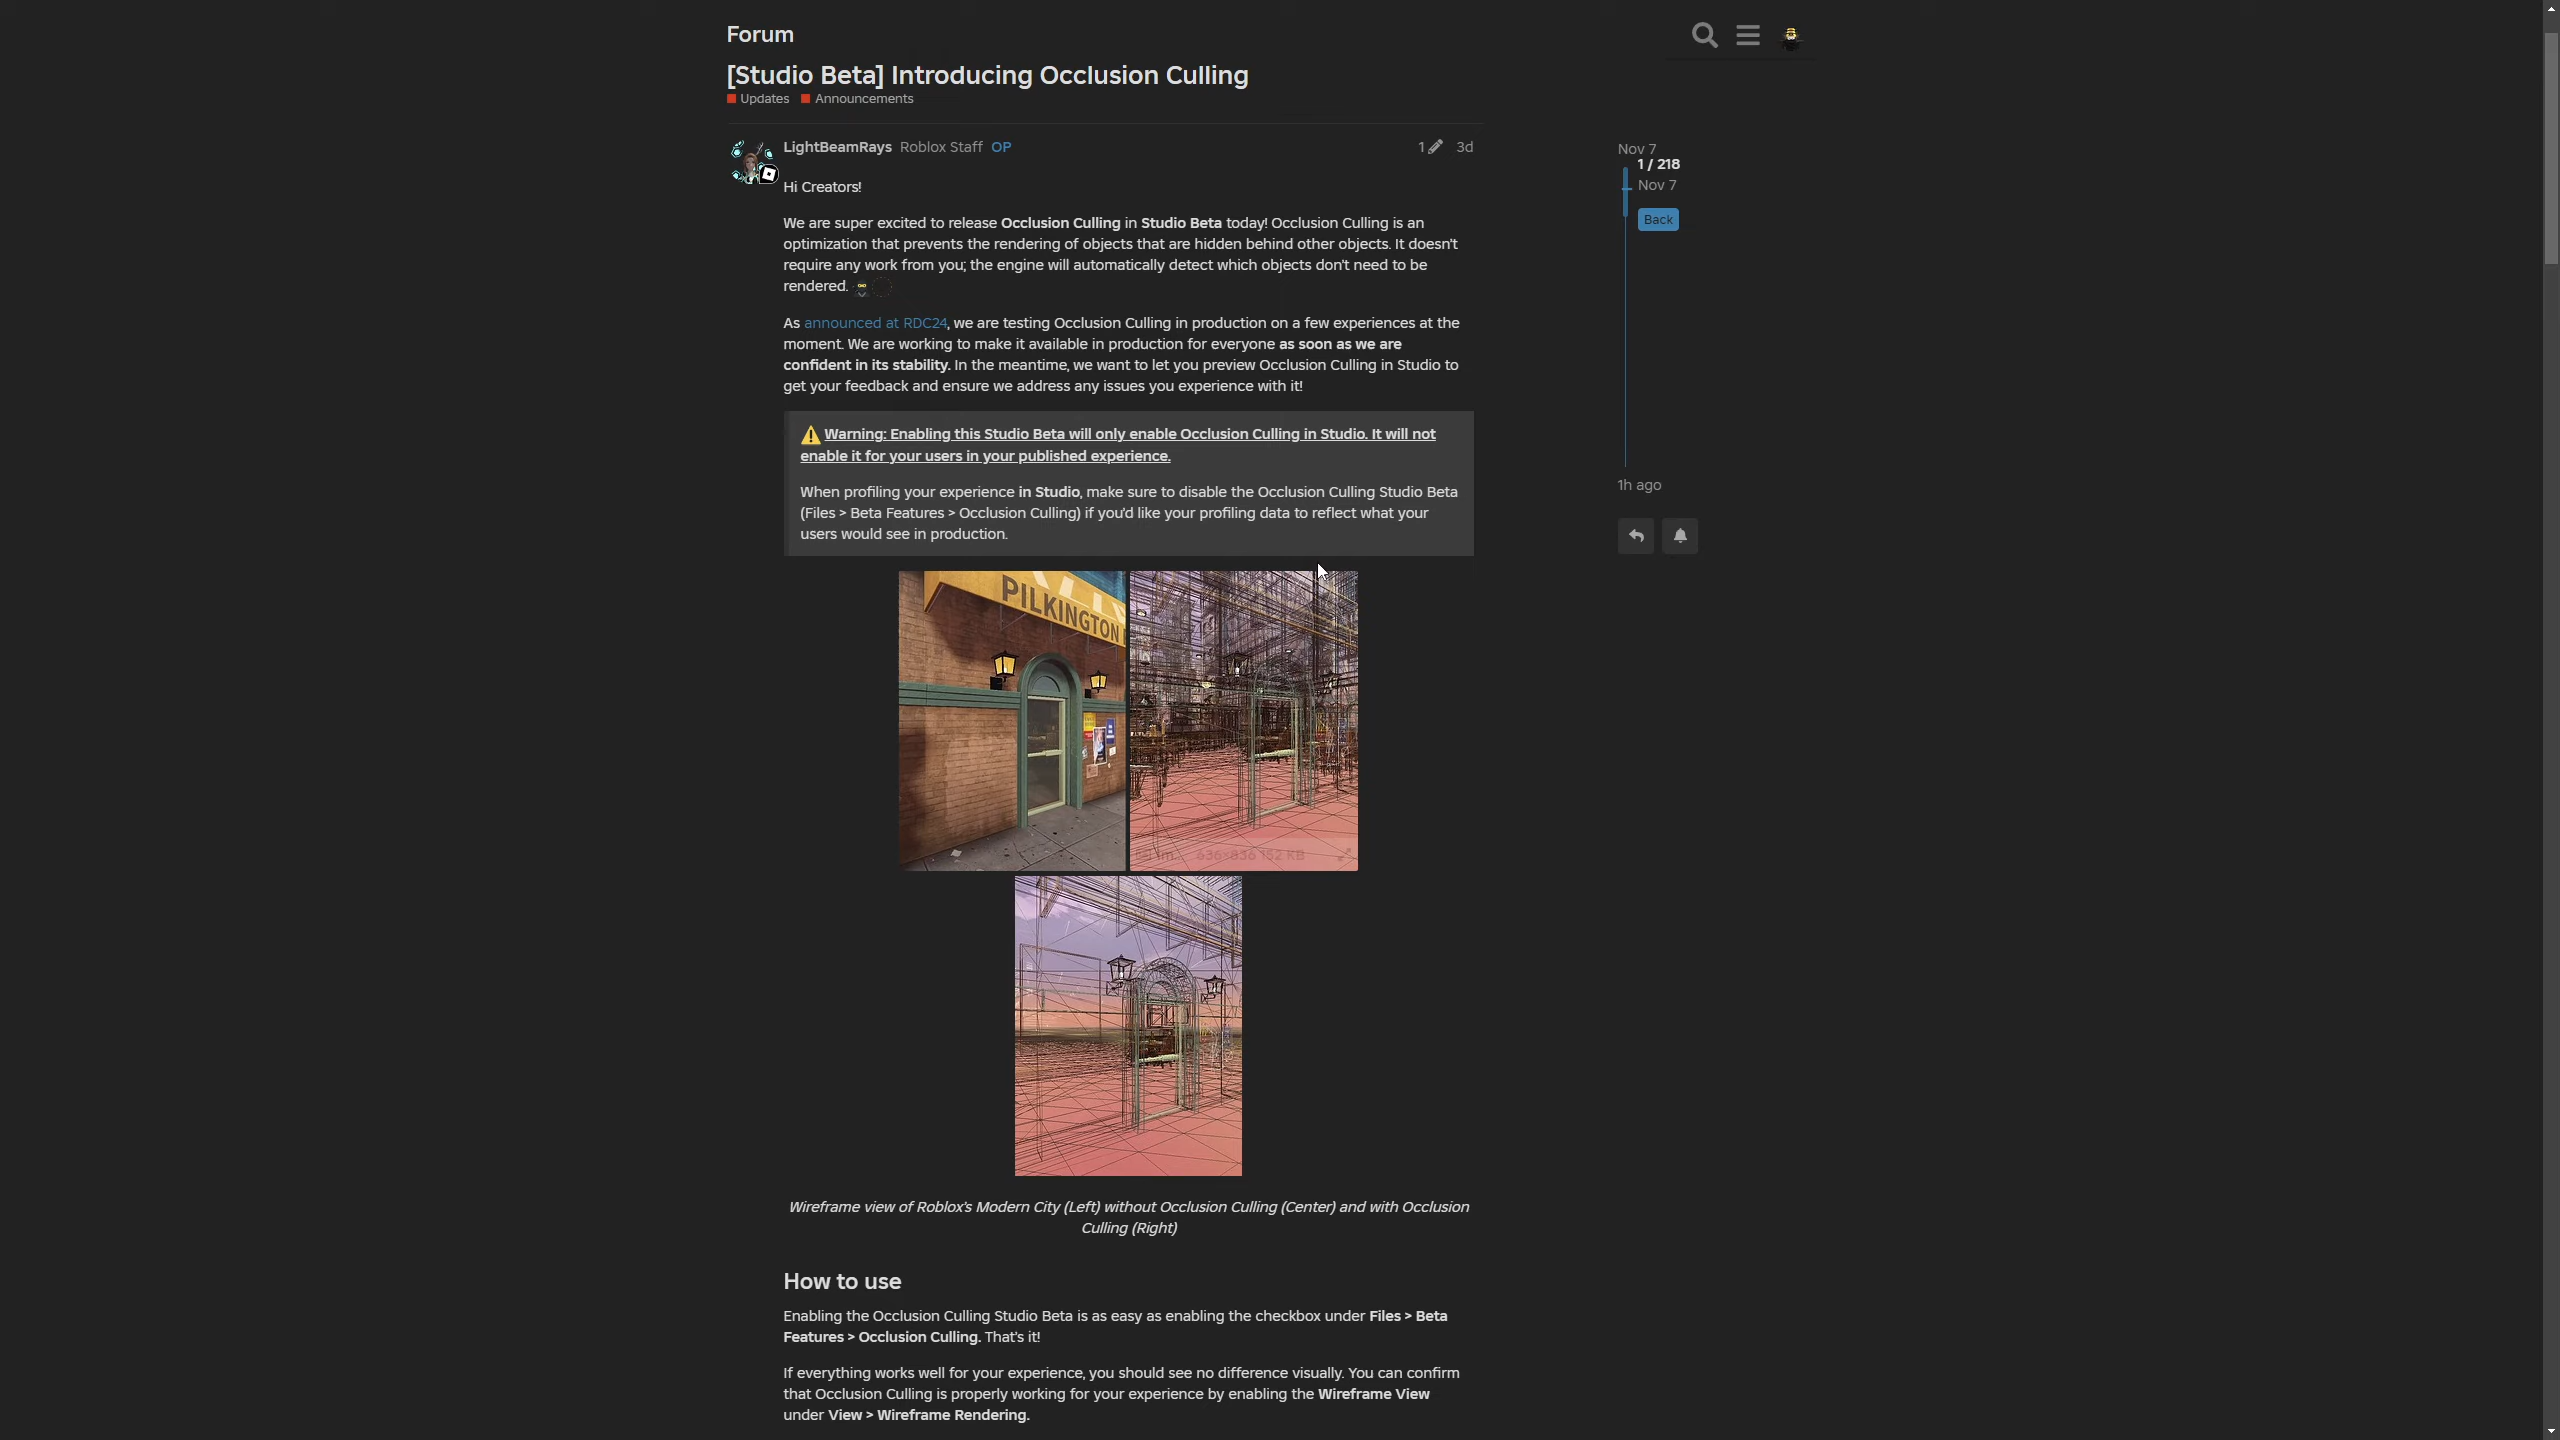 Forum
[Studio Beta] Introducing Occlusion Culling
Updates Announcements
LightBeamRays Roblox Staff OP 1 3d
Hi Creators!
We are super excited to release Occlusion Culling in Studio Beta today! Occlusion Culling is an
optimization that prevents the rendering of objects that are hidden behind other objects. It doesn't
require any work from you; the engine will automatically detect which objects don't need to be
rendered.
As announced at RDC24, we are testing Occlusion Culling in production on a few experiences at the
moment. We are working to make it available in production for everyone as soon as we are
confident in its stability. In the meantime, we want to let you preview Occlusion Culling in Studio to
get your feedback and ensure we address any issues you experience with it!
Warning: Enabling this Studio Beta will only enable Occlusion Culling in Studio. It will not
enable it for your users in your published experience.
When profiling your experience in Studio, make sure to disable the Occlusion Culling Studio Beta
(Files > Beta Features > Occlusion Culling) if you'd like your profiling data to reflect what your
users would see in production.
PILKINGTON
636×836 152 KB
Wireframe view of Roblox's Modern City (Left) without Occlusion Culling (Center) and with Occlusion
Culling (Right)
How to use
Enabling the Occlusion Culling Studio Beta is as easy as enabling the checkbox under Files > Beta
Features > Occlusion Culling. That's it!
If everything works well for your experience, you should see no difference visually. You can confirm
that Occlusion Culling is properly working for your experience by enabling the Wireframe View
under View > Wireframe Rendering.
Nov 7
1 / 218
Nov 7
Back
1h ago